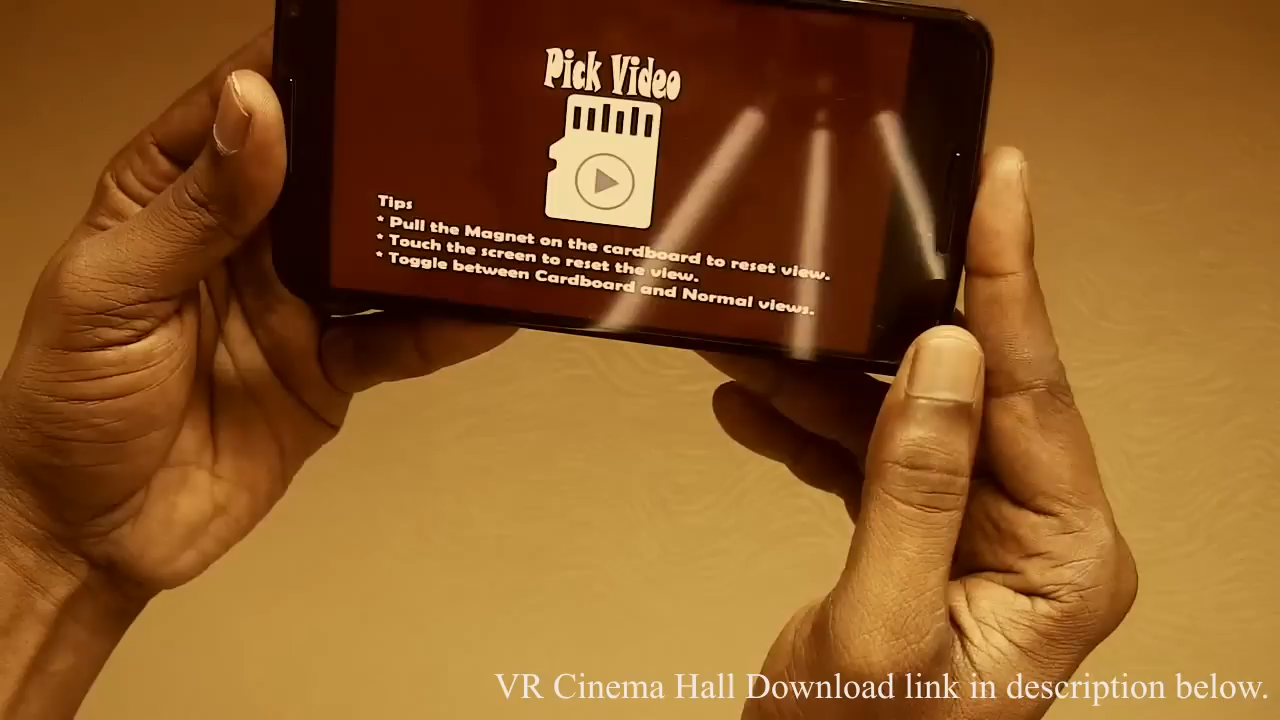 Pick Video
Tips
* Pull the Magnet on the cardboard to reset view.
* Touch the screen to reset the view.
* Toggle between Cardboard and Normal views.
VR Cinema Hall Download link in description below.